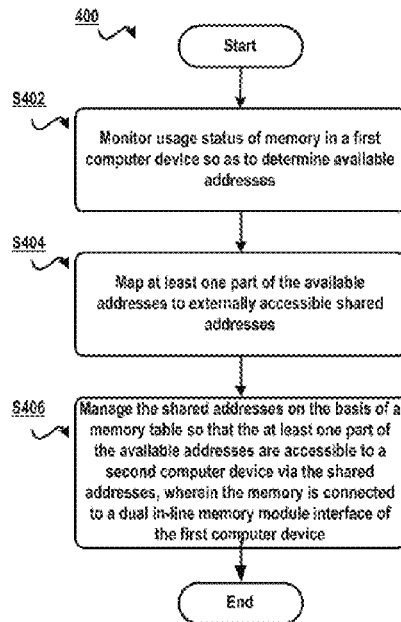 400
Start
S402
Monitor usage status of memory in a first
computer device so as to determine available
addresses
S404
Map at least one part of the available
addresses to externally accessible shared
addresses
S406
Manage the shared addresses on the basis of a
memory table so that the at least one part of
the available addresses are accessible to a
second computer device via the shared
addresses, wherein the memory is connected
to a dual in-line memory module interface of
the first computer device
End